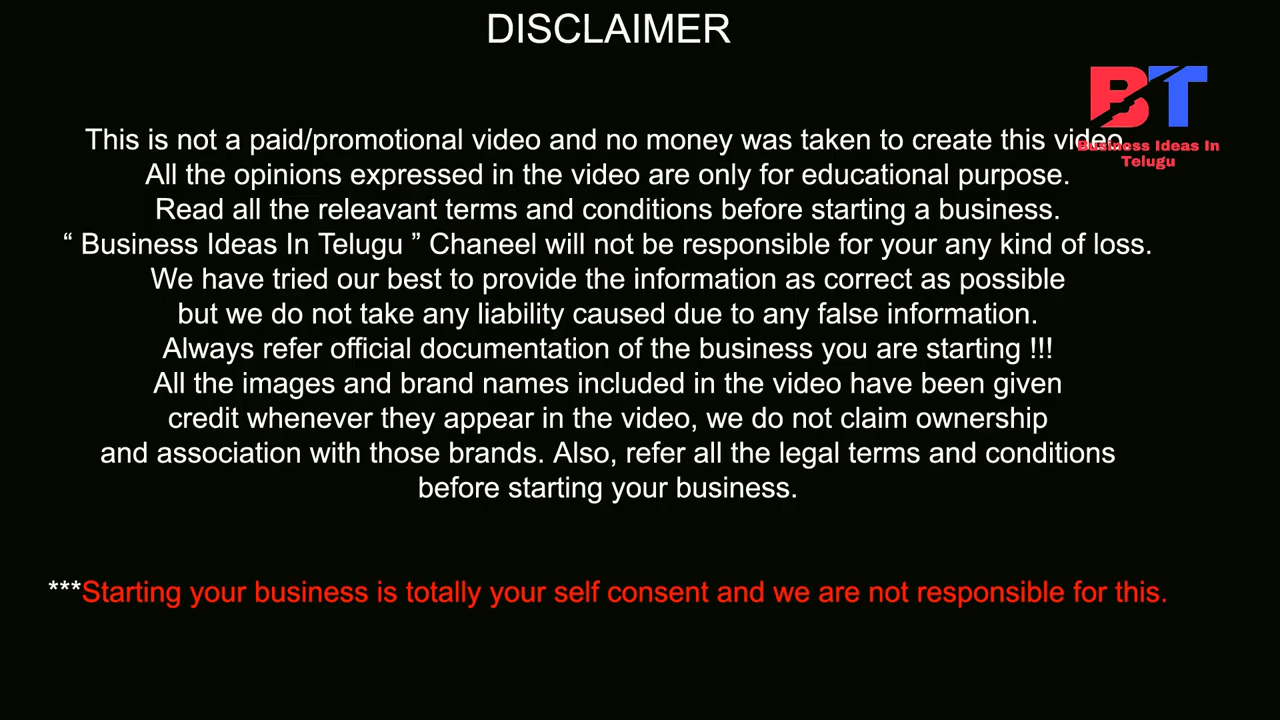 DISCLAIMER
BT
This is not a paid/promotional video and no money was taken to create this video.
Business Ideas In
Telugu
All the opinions expressed in the video are only for educational purpose.
Read all the releavant terms and conditions before starting a business.
“ Business Ideas In Telugu ” Chaneel will not be responsible for your any kind of loss.
We have tried our best to provide the information as correct as possible
but we do not take any liability caused due to any false information.
Always refer official documentation of the business you are starting !!!
All the images and brand names included in the video have been given
credit whenever they appear in the video, we do not claim ownership
and association with those brands. Also, refer all the legal terms and conditions
before starting your business.
***Starting your business is totally your self consent and we are not responsible for this.